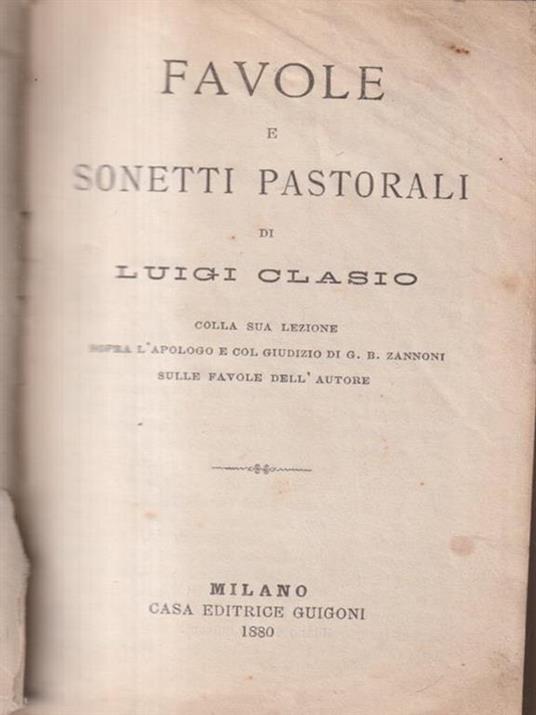 FAVOLE
E
SONETTI PASTORALI
DI
LUIGI CLASIO
COLLA SUA LEZIONE
SOPRA L'APOLOGO E COL GIUDIZIO DI G. B. ZANNONI
SULLE FAVOLE DELL'AUTORE
MILANO
CASA EDITRICE GUIGONI
1880